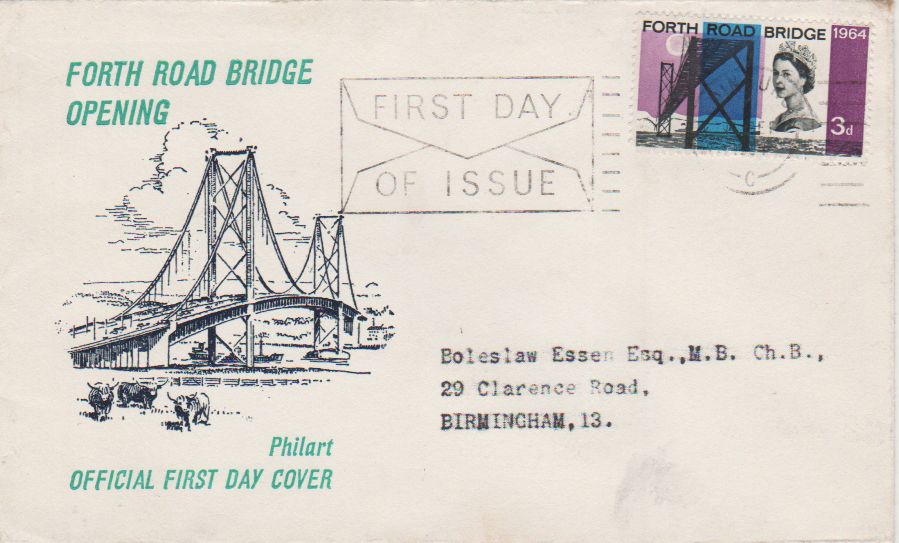 FORTH ROAD BRIDGE
OPENING
FIRST DAY
OF ISSUE
FORTH ROAD BRIDGE 1964
3d
C
Boleslaw Essen Esq.,M.B. Ch.B.,
29 Clarence Road,
BIRMINGHAM,13.
Philart
OFFICIAL FIRST DAY COVER